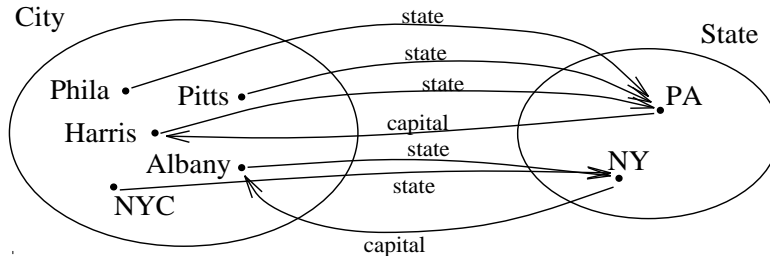 City
state
State
state
Phila
Pitts
state
PA
Harris
capital
Albany
state
NY
NYC
state
capital